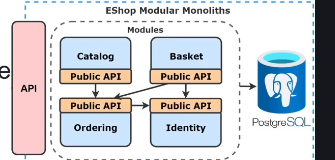 EShop Modular Monoliths
Modules
Catalog
Basket
Public API
Public API
API
Public API
Public API
Ordering
Identity
PostgreSQL
e